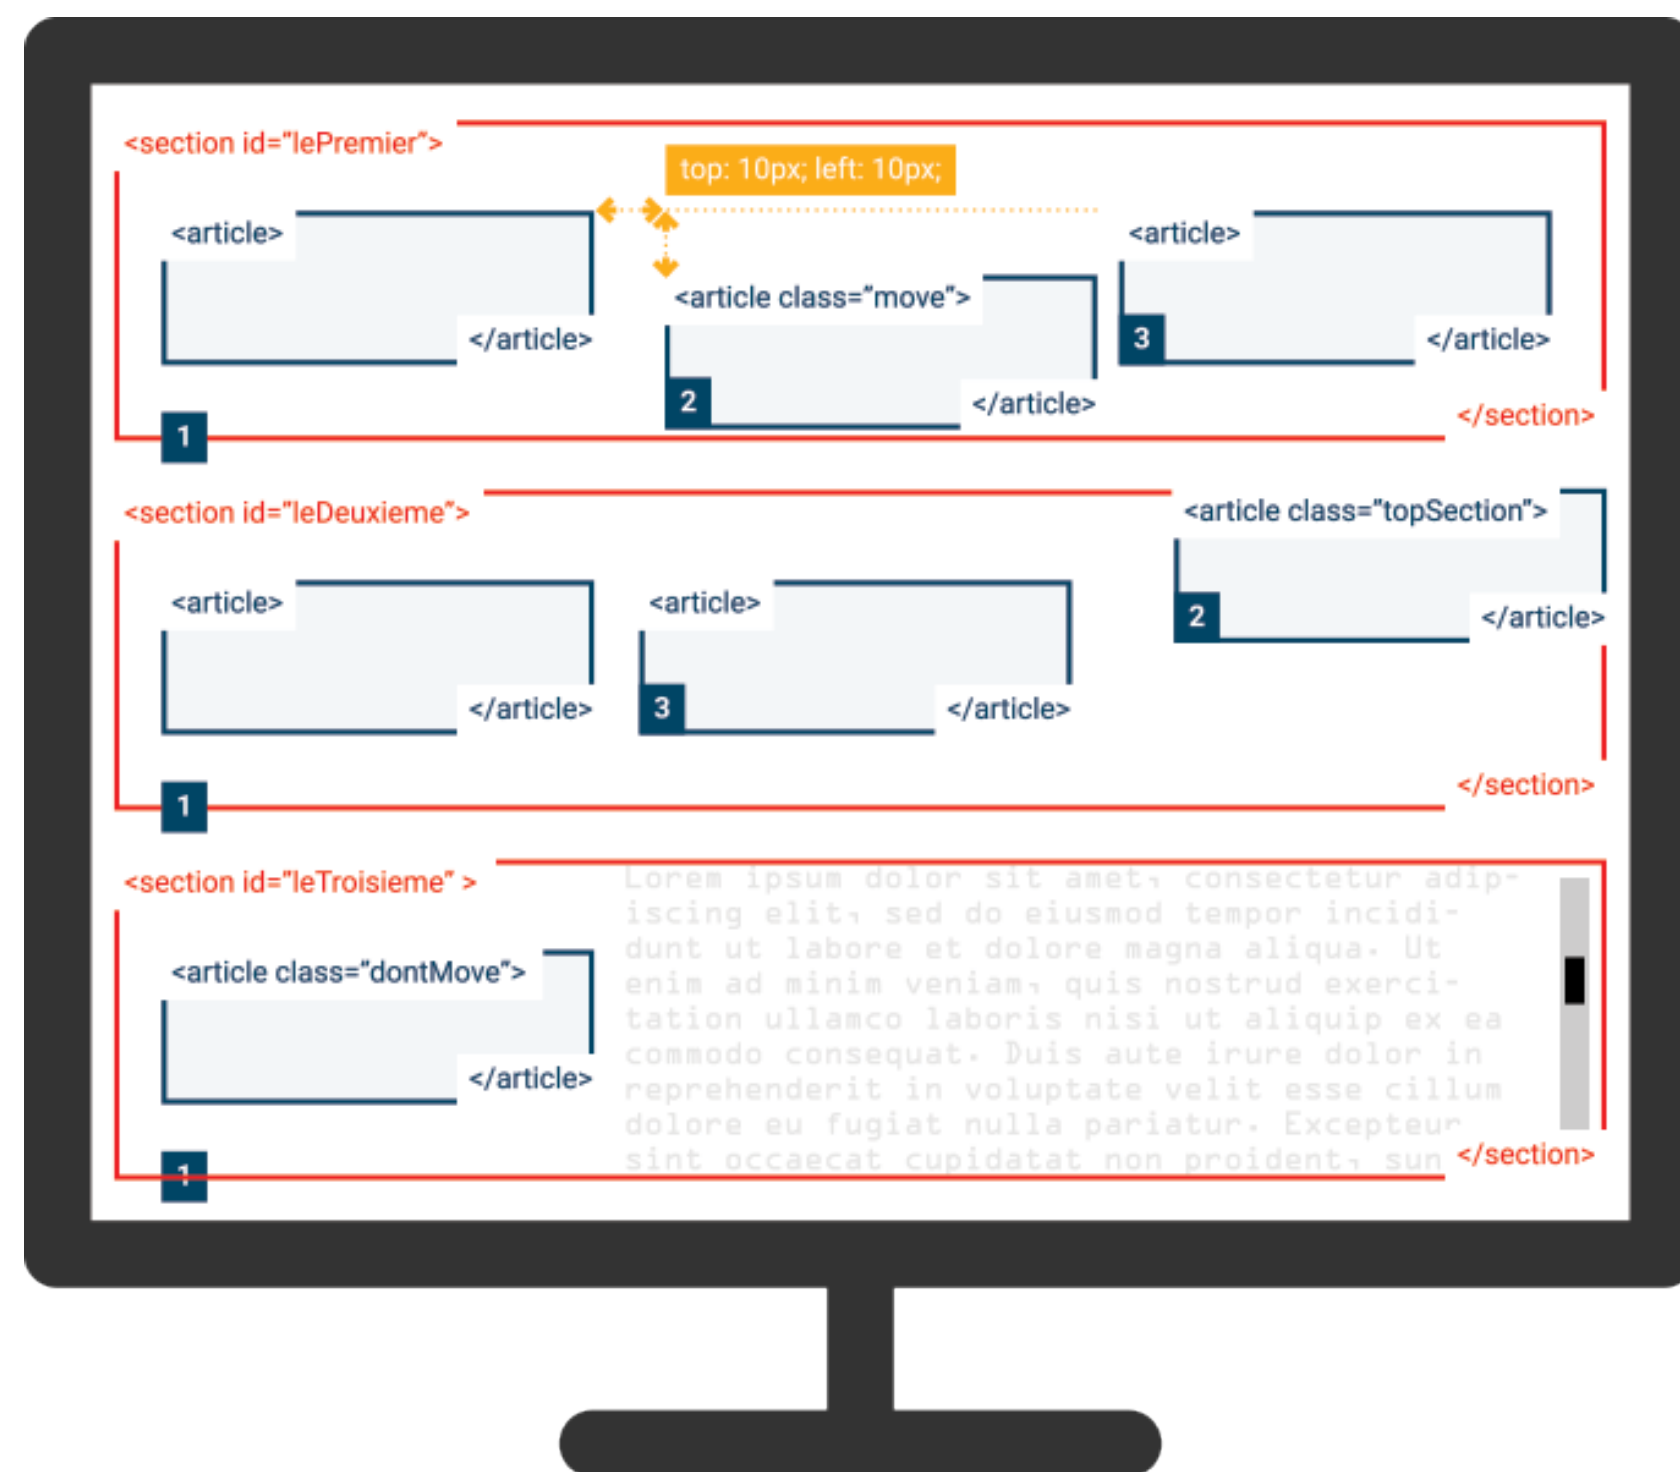 <section id="lePremier">
top: 10px; left: 10px;
<article>
<article>
<article class="move">
</article>
3
</article>
2
</article>
</section>
1
<section id="leDeuxieme">
<article class="topSection">
<article>
<article>
2
</article>
</article>
3
</article>
</section>
1
<section id="leTroisieme" >
Lorem ipsum dolor sit amet, consectetur adip-
iscing elit, sed do eiusmod tempor incidi-
dunt ut labore et dolore magna aliqua. Ut
<article class="dontMove">
enim ad minim veniam, quis nostrud exerci-
tation ullamco laboris nisi ut aliquip ex ea
commodo consequat. Duis aute irure dolor in
</article>
reprehenderit in voluptate velit esse cillum
dolore eu fugiat nulla pariatur. Excepteur
sint occaecat cupidatat non proident, sun
</section>
1